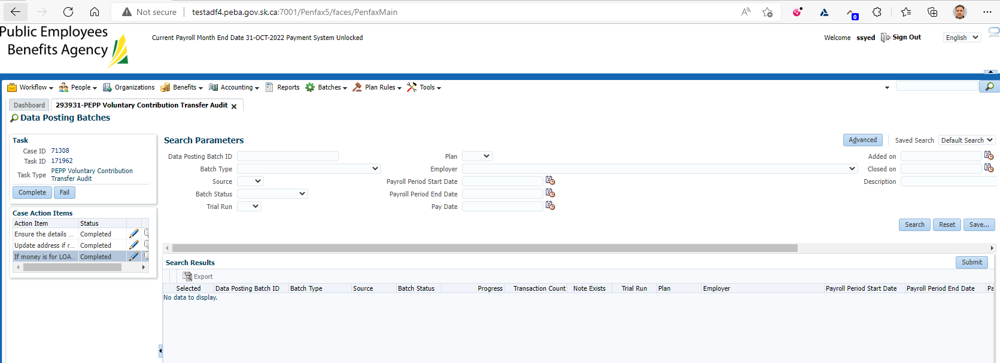 Not secure testadf4.peba.gov.sk.ca:7001/Penfax5/faces/PenfaxMain
0
Public Employees
Benefits Agency
Current Payroll Month End Date 31-OCT-2022 Payment System Unlocked
Welcome ssyed Sign Out English
Workflow People Organizations Benefits Accounting Reports Batches Plan Rules Tools
Dashboard 293931-PEPP Voluntary Contribution Transfer Audit
Data Posting Batches
Task
Case ID 71308
Task ID 171962
Task Type PEPP Voluntary Contribution
Transfer Audit
Complete Fail
Case Action Items
Action Item Status
Ensure the details ... Completed
Update address if r... Completed
If money is for LOA... Completed
Search Parameters
Advanced Saved Search Default Search
Data Posting Batch ID Plan Added on
Batch Type Employer Closed on
Source Payroll Period Start Date Description
Batch Status Payroll Period End Date
Trial Run Pay Date
Search Reset Save...
Search Results Submit
Export
Selected Data Posting Batch ID Batch Type Source Batch Status Progress Transaction Count Note Exists Trial Run Plan Employer Payroll Period Start Date Payroll Period End Date Pa
No data to display.